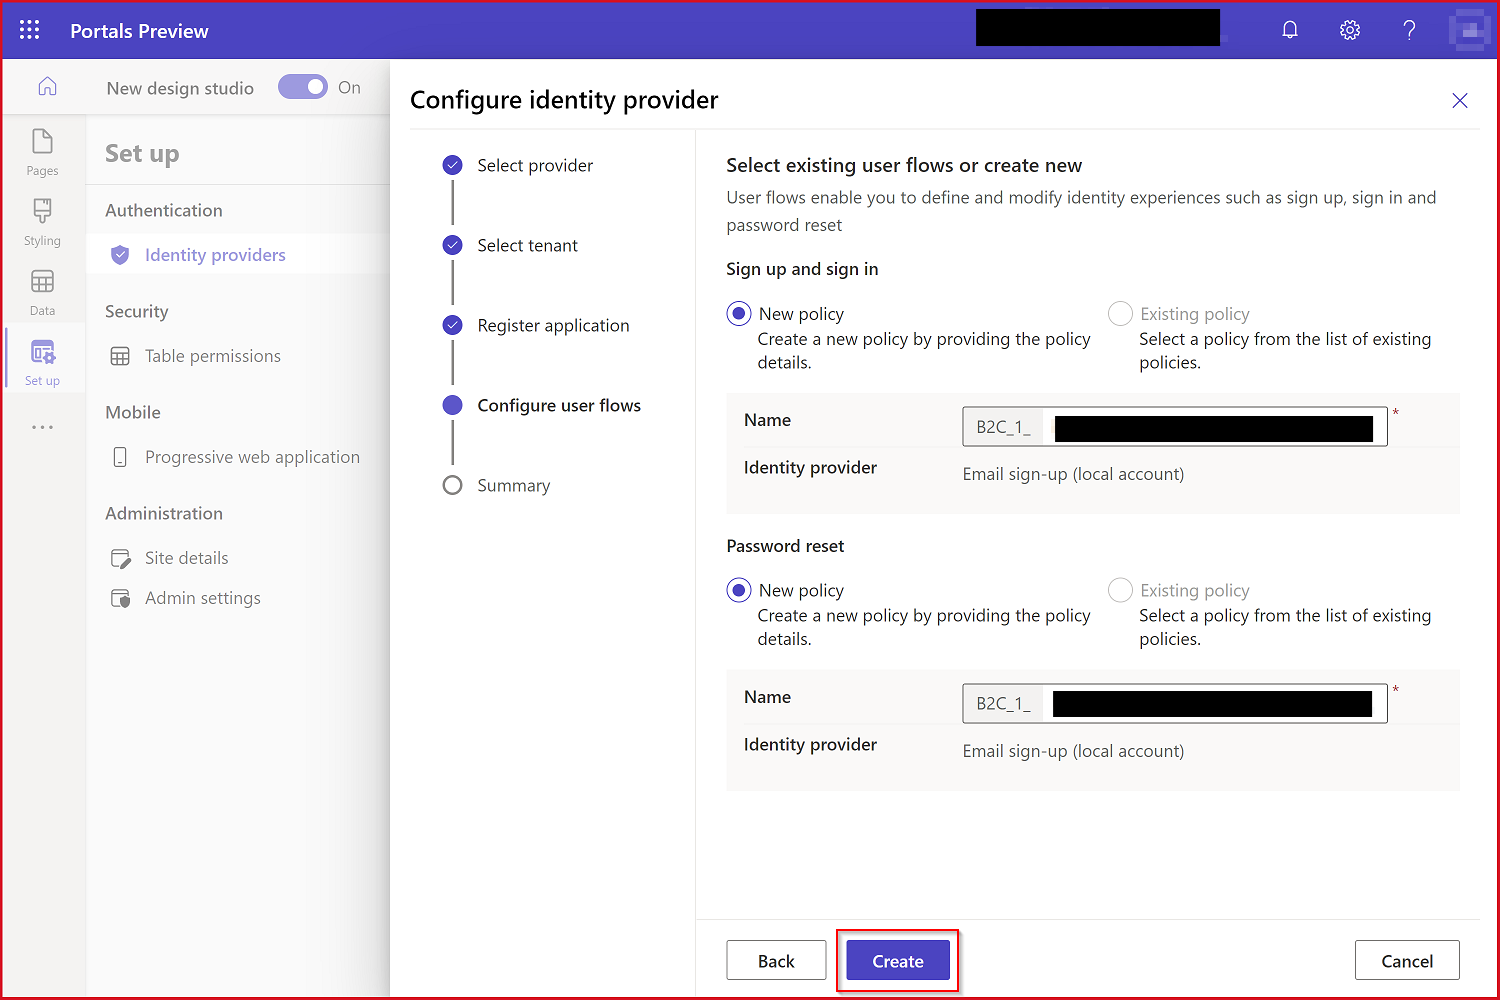 Portals Preview
New design studio
On
Pages
Styling
Data
Set up
Set up
Authentication
Identity providers
Security
Table permissions
Mobile
Progressive web application
Administration
Site details
Admin settings
Configure identity provider
Select provider
Select tenant
Register application
Configure user flows
Summary
Select existing user flows or create new
User flows enable you to define and modify identity experiences such as sign up, sign in and
password reset
Sign up and sign in
New policy
Create a new policy by providing the policy
details.
Existing policy
Select a policy from the list of existing
policies.
Name
B2C_1_
*
Identity provider
Email sign-up (local account)
Password reset
New policy
Create a new policy by providing the policy
details.
Existing policy
Select a policy from the list of existing
policies.
Name
B2C_1_
*
Identity provider
Email sign-up (local account)
Back
Create
Cancel